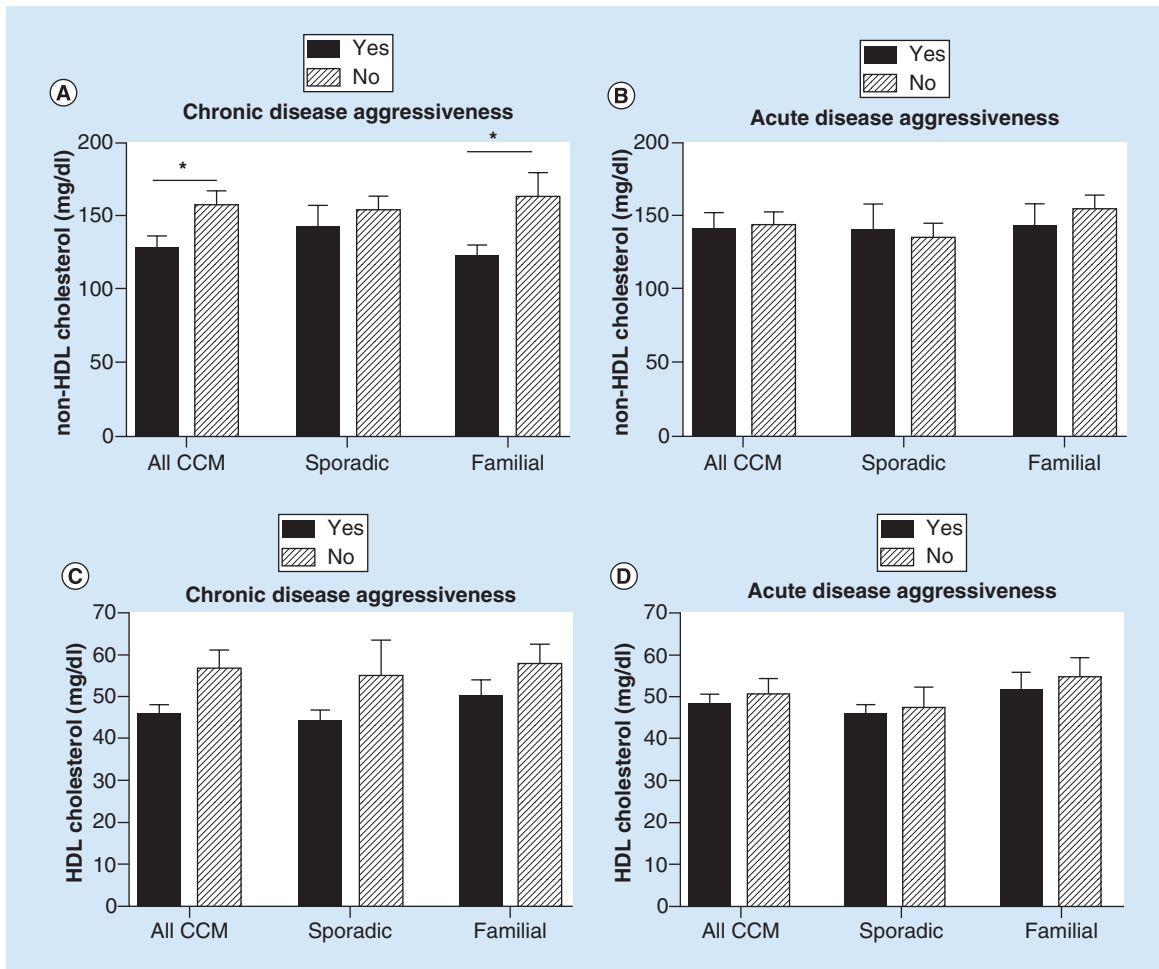 Yes
No
A
Chronic disease aggressiveness
non-HDL cholesterol (mg/dl)
200
150
100
50
0
*
*
All CCM
Sporadic
Familial
Yes
No
B
Acute disease aggressiveness
non-HDL cholesterol (mg/dl)
200
150
100
50
0
All CCM
Sporadic
Familial
Yes
No
C
Chronic disease aggressiveness
HDL cholesterol (mg/dl)
70
60
50
40
30
20
10
0
All CCM
Sporadic
Familial
Yes
No
D
Acute disease aggressiveness
HDL cholesterol (mg/dl)
70
60
50
40
30
20
10
0
All CCM
Sporadic
Familial